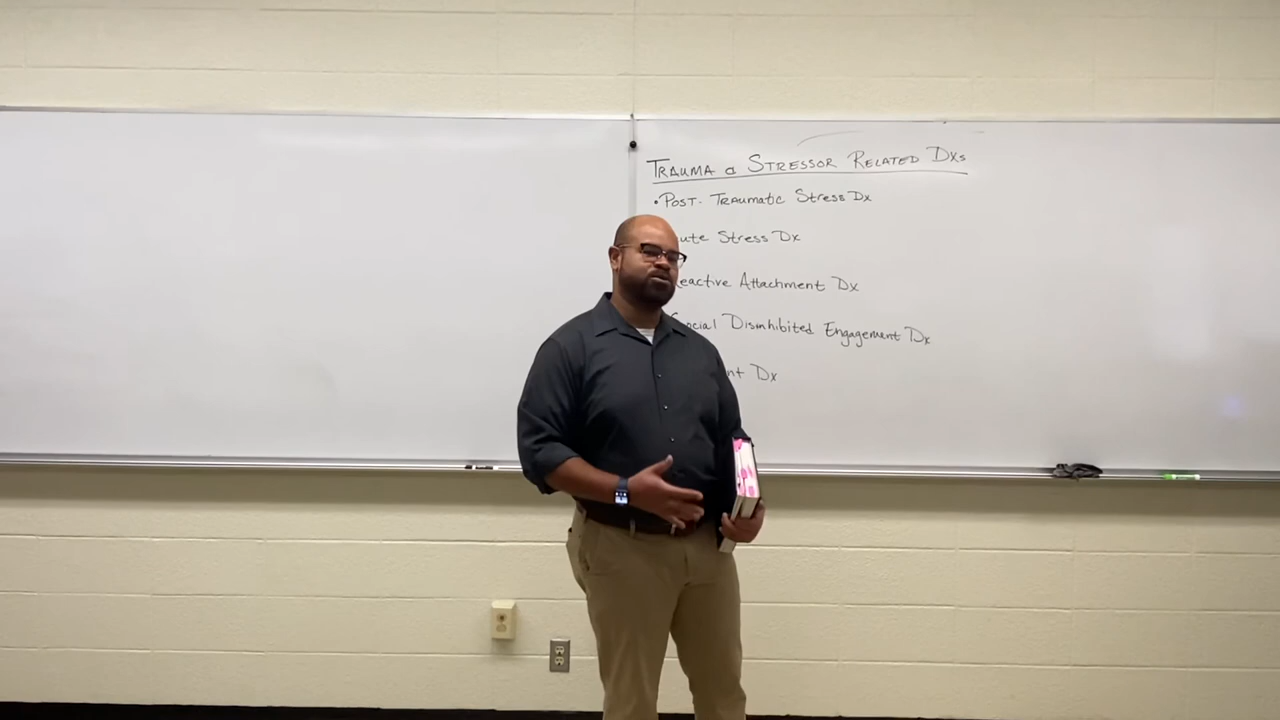 TRAUMA a STRESSOR RELATED Dxs
• POST- TRAUMATIC Stress Dx
ute Stress Dx
eactive Attachment Dx
Social Disinhibited Engagement Dx
nt Dx